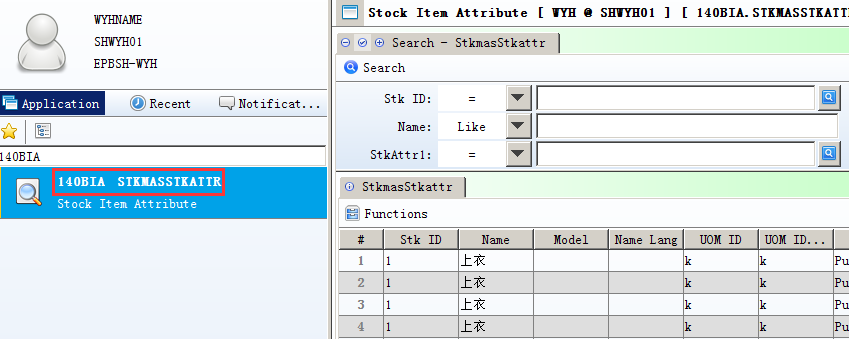 WYHNAME
SHWYH01
EPBSH-WYH
Application Recent Notificat...
140BIA
140BIA STKMASSTKATTR
Stock Item Attribute
Stock Item Attribute [ WYH @ SHWYH01 ] [ 140BIA.STKMASSTKATT
Search - StkmasStkattr
Search
Stk ID: =
Name: Like
StkAttr1: =
StkmasStkattr
Functions
# Stk ID Name Model Name Lang UOM ID UOM ID...
1 1 上衣 k k Pu
2 1 上衣 k k Pu
3 1 上衣 k k Pu
4 1 上衣 k k Pu